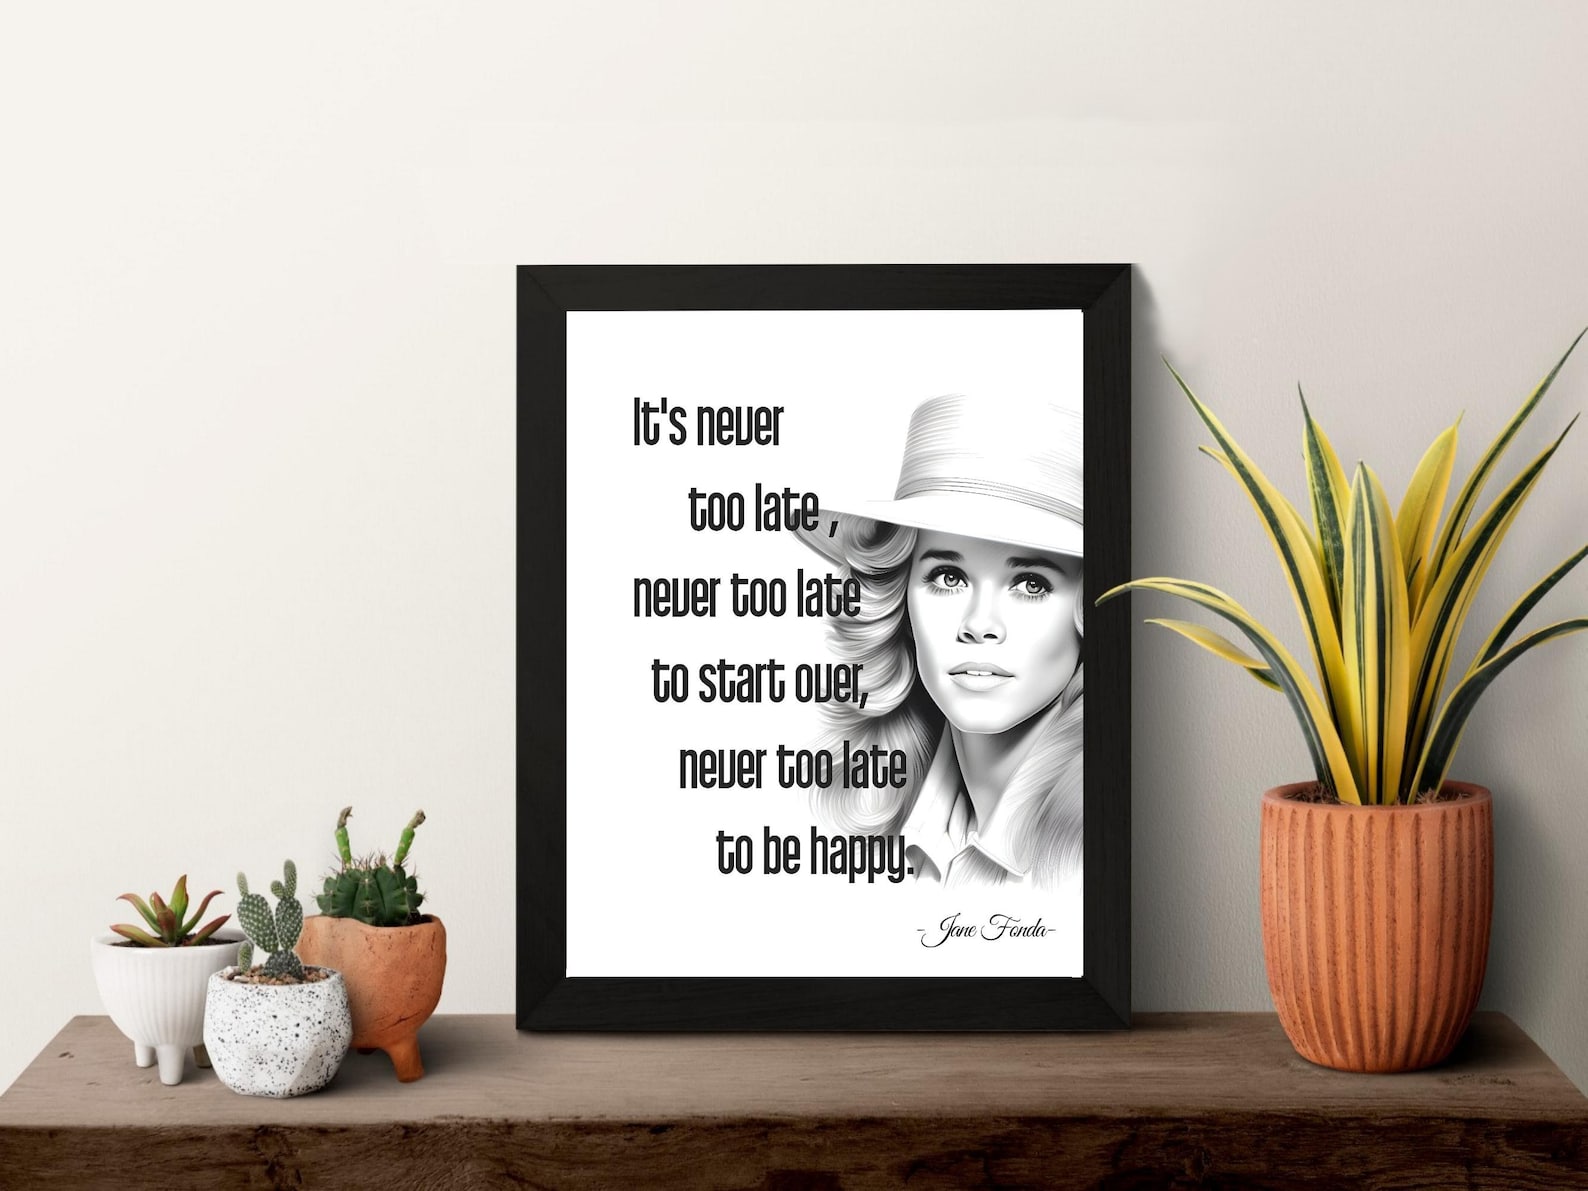 It's never
too late ,
never too late
to start over,
never too late
to be happy.
-Jane Fonda-